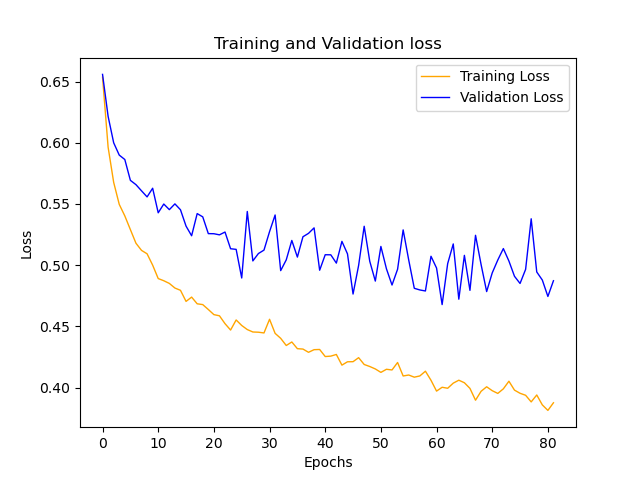 Training and Validation loss
Training Loss
Validation Loss
Loss
0.65
0.60
0.55
0.50
0.45
0.40
0 10 20 30 40 50 60 70 80
Epochs